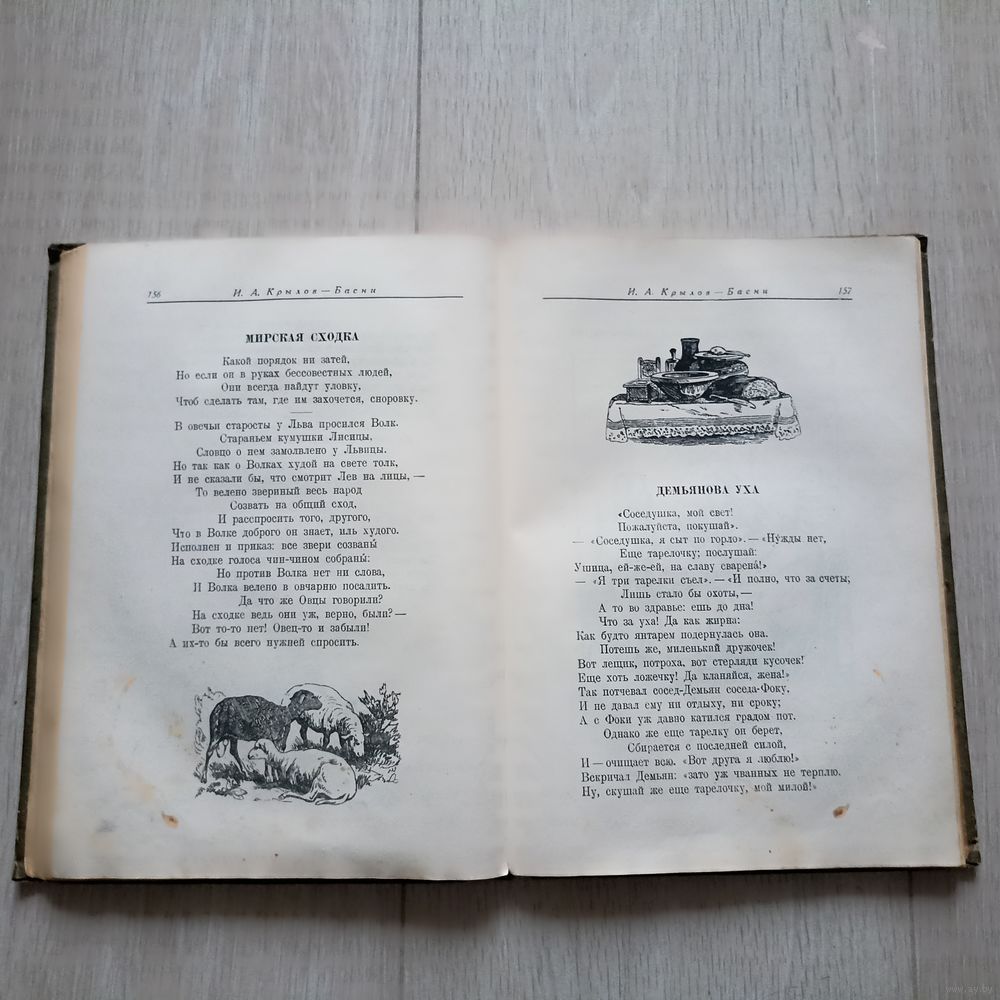 156
И. А. Крылов — Басни
МИРСКАЯ СХОДКА
Какой порядок ни затей,
Но если он в руках бессовестных людей,
Они всегда найдут уловку,
Чтоб сделать там, где им захочется, сноровку.
В овечьи старосты у Льва просился Волк.
Стараньем кумушки Лисицы,
Словцо о нем замолвлено у Львицы.
Но так как о Волках худой на свете толк,
И не сказали бы, что смотрит Лев на лицы, —
То велено звериный весь народ
Созвать на общий сход,
И расспросить того, другого,
Что в Волке доброго он знает, иль худого.
Исполнен и приказ: все звери созваны́
На сходке голоса чин-чином собраны́:
Но против Волка нет ни слова,
И Волка велено в овчарню посадить.
Да что же Овцы говорили?
На сходке ведь они уж, верно, были? —
Вот то-то нет! Овец-то и забыли!
А их-то бы всего нужней спросить.
И. А. Крылов — Басни
157
ДЕМЬЯНОВА УХА
«Соседушка, мой свет!
Пожалуйста, покушай».
— «Соседушка, я сыт по горло». — «Ну́жды нет,
Еще тарелочку; послушай:
Ушица, ей-же-ей, на славу сварена́!»
— «Я три тарелки съел». — «И полно, что за счеты;
Лишь стало бы охоты, —
А то во здравье: ешь до дна!
Что за уха! Да как жирна:
Как будто янтарем подернулась она.
Потешь же, миленький дружочек!
Вот лещик, потроха, вот стерляди кусочек!
Еще хоть ложечку! Да кланяйся, жена!»
Так потчевал сосед-Демьян соседа-Фоку,
И не давал ему ни отдыху, ни сроку;
А с Фоки уж давно катился градом пот.
Однако же еще тарелку он берет,
Сбирается с последней силой,
И — очищает всю. «Вот друга я люблю!»
Вскричал Демьян: «зато уж чванных не терплю.
Ну, скушай же еще тарелочку, мой милой!»
www.ay.by